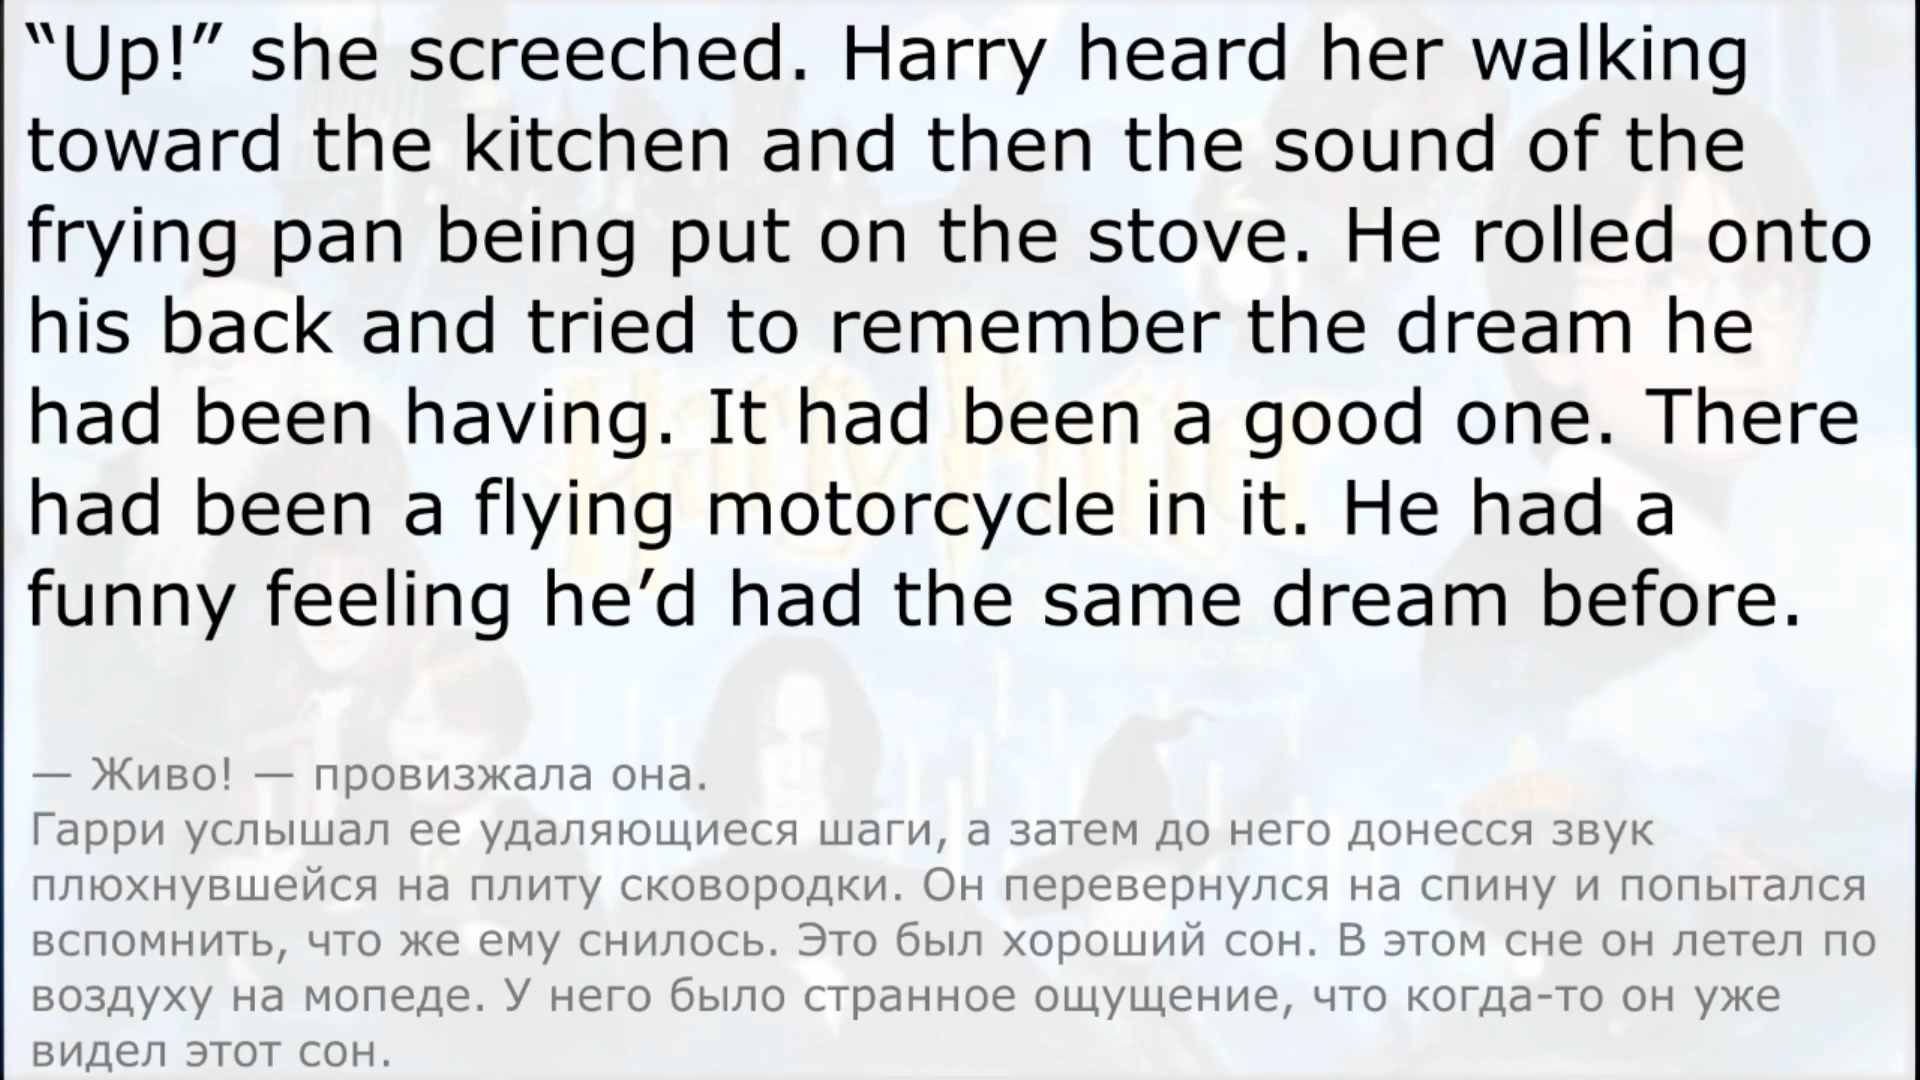 “Up!” she screeched. Harry heard her walking
toward the kitchen and then the sound of the
frying pan being put on the stove. He rolled onto
his back and tried to remember the dream he
had been having. It had been a good one. There
had been a flying motorcycle in it. He had a
funny feeling he’d had the same dream before.
— Живо! — провизжала она.
Гарри услышал ее удаляющиеся шаги, а затем до него донесся звук
плюхнувшейся на плиту сковородки. Он перевернулся на спину и попытался
вспомнить, что же ему снилось. Это был хороший сон. В этом сне он летел по
воздуху на мопеде. У него было странное ощущение, что когда-то он уже
видел этот сон.